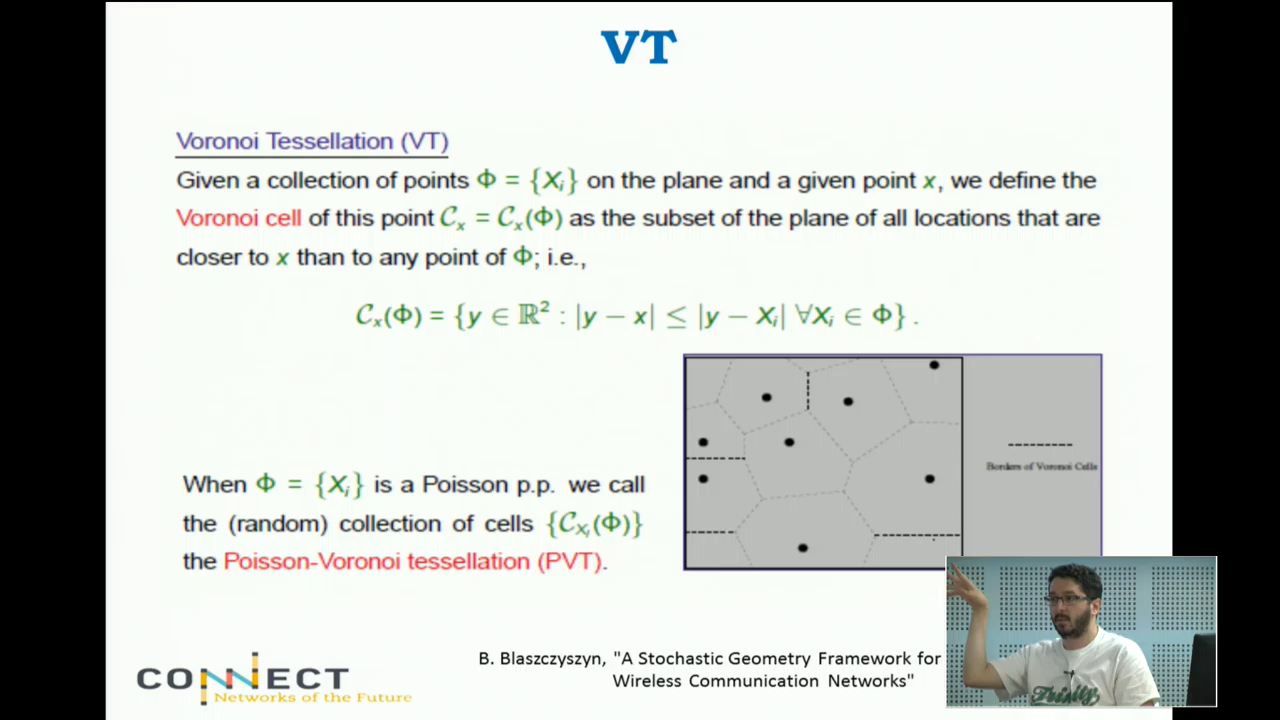 VT
Voronoi Tessellation (VT)
Given a collection of points Φ = {Xᵢ} on the plane and a given point x, we define the
Voronoi cell of this point 𝒞ₓ = 𝒞ₓ(Φ) as the subset of the plane of all locations that are
closer to x than to any point of Φ; i.e.,
𝒞ₓ(Φ) = {y ∈ ℝ² : |y − x| ≤ |y − Xᵢ| ∀Xᵢ ∈ Φ} .
Borders of Voronoi Cells
When Φ = {Xᵢ} is a Poisson p.p. we call
the (random) collection of cells {𝒞_Xᵢ(Φ)}
the Poisson-Voronoi tessellation (PVT).
B. Blaszczyszyn, "A Stochastic Geometry Framework for
Wireless Communication Networks"
CONNECT
Networks of the Future
Trinity